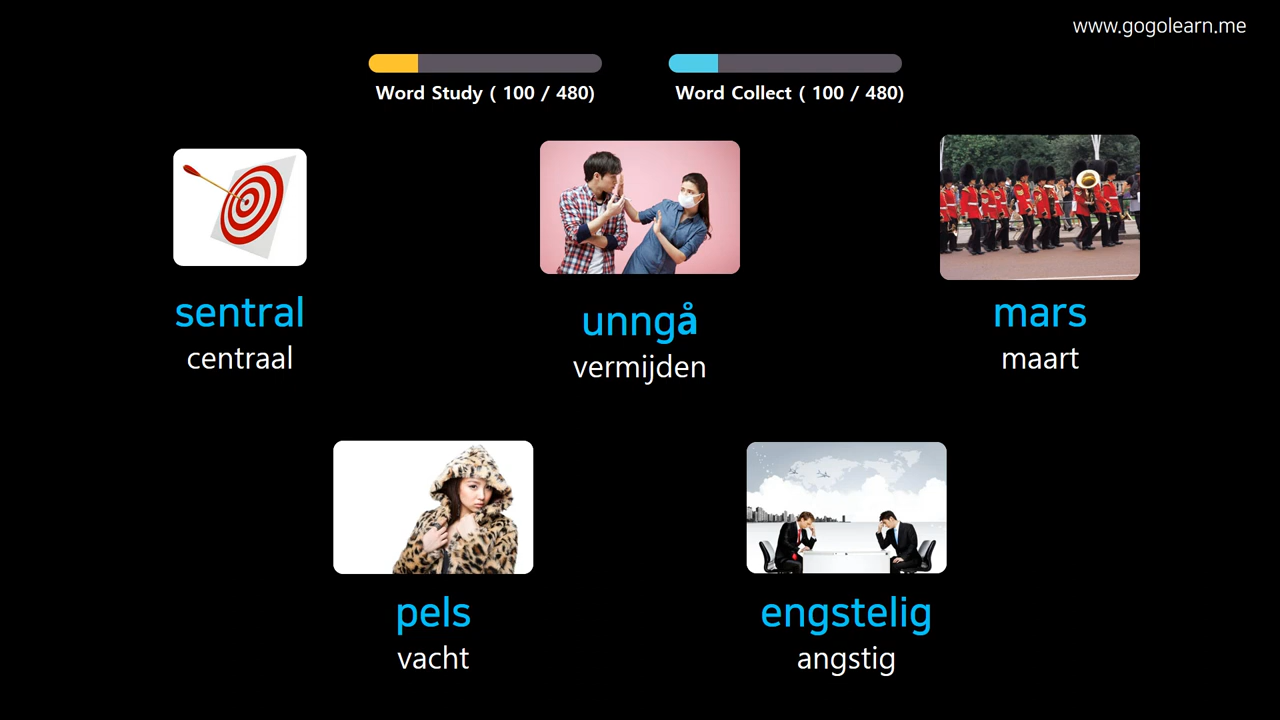 www.gogolearn.me
Word Study ( 100 / 480)
Word Collect ( 100 / 480)
sentral
centraal
unngå
vermijden
mars
maart
pels
vacht
engstelig
angstig